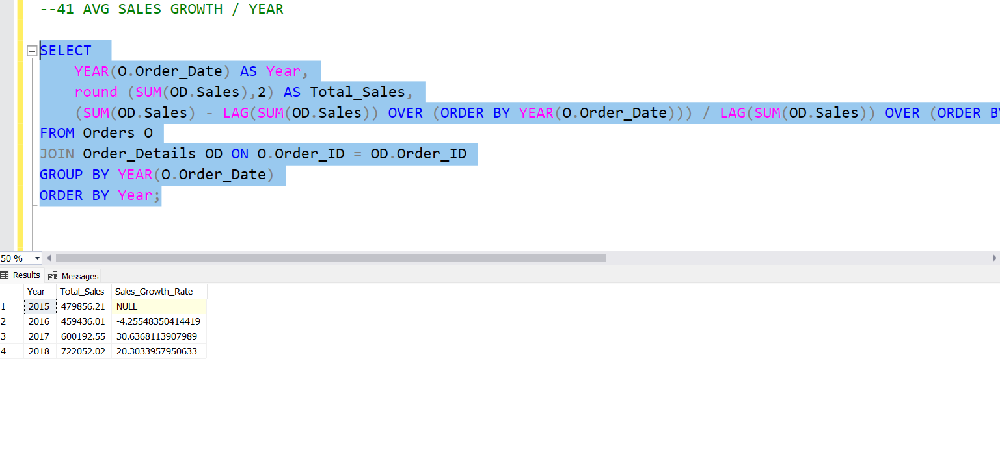 --41 AVG SALES GROWTH / YEAR
SELECT
YEAR(O.Order_Date) AS Year,
round (SUM(OD.Sales),2) AS Total_Sales,
(SUM(OD.Sales) - LAG(SUM(OD.Sales)) OVER (ORDER BY YEAR(O.Order_Date))) / LAG(SUM(OD.Sales)) OVER (ORDER BY
FROM Orders O
JOIN Order_Details OD ON O.Order_ID = OD.Order_ID
GROUP BY YEAR(O.Order_Date)
ORDER BY Year;
50 %
Results Messages
Year Total_Sales Sales_Growth_Rate
1 2015 479856.21 NULL
2 2016 459436.01 -4.25548350414419
3 2017 600192.55 30.6368113907989
4 2018 722052.02 20.3033957950633